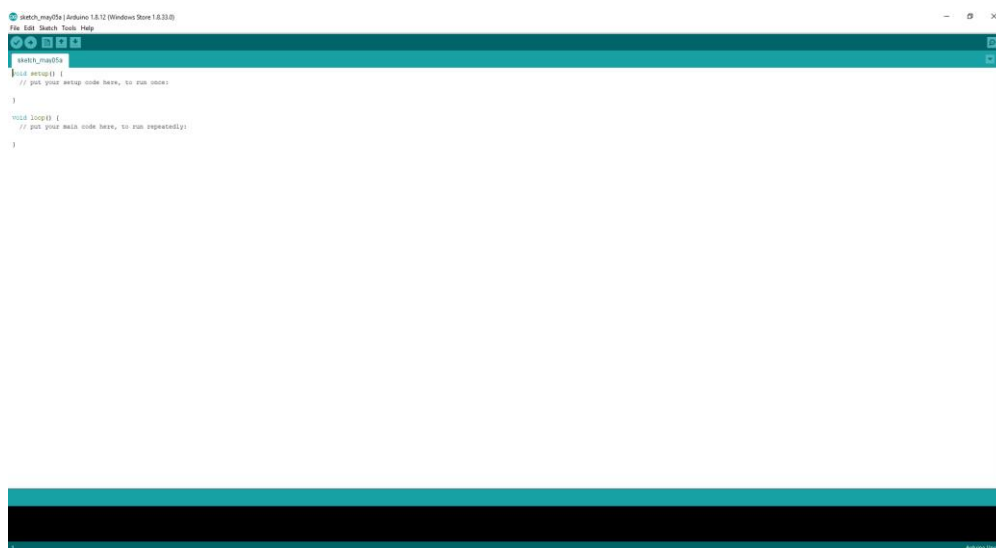 sketch_may05a | Arduino 1.8.12 (Windows Store 1.8.33.0)
File Edit Sketch Tools Help
sketch_may05a
void setup() {
// put your setup code here, to run once:
}
void loop() {
// put your main code here, to run repeatedly:
}